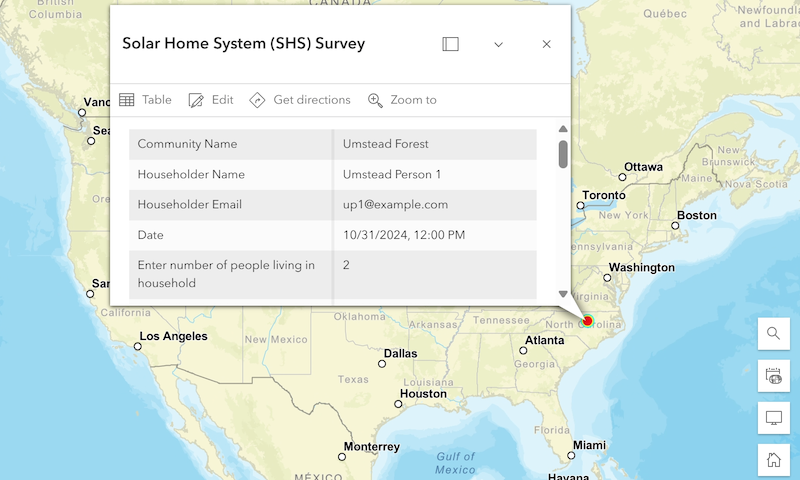 CANADA
British
Columbia
Québec
Newfoundland
and Labrador
Solar Home System (SHS) Survey
Table
Edit
Get directions
Zoom to
Community Name
Umstead Forest
Householder Name
Umstead Person 1
Householder Email
up1@example.com
Date
10/31/2024, 12:00 PM
Enter number of people living in
household
2
New
Brunswick
Ottawa
Maine
Nova Scotia
Toronto
New York
Boston
Pennsylvania
Washington
Virginia
California
Oklahoma
Arkansas
Tennessee
North Carolina
Los Angeles
New Mexico
Atlanta
Dallas
Georgia
Texas
Louisiana
Houston
Florida
Monterrey
Miami
Gulf of
Mexico
MÉXICO
Havana